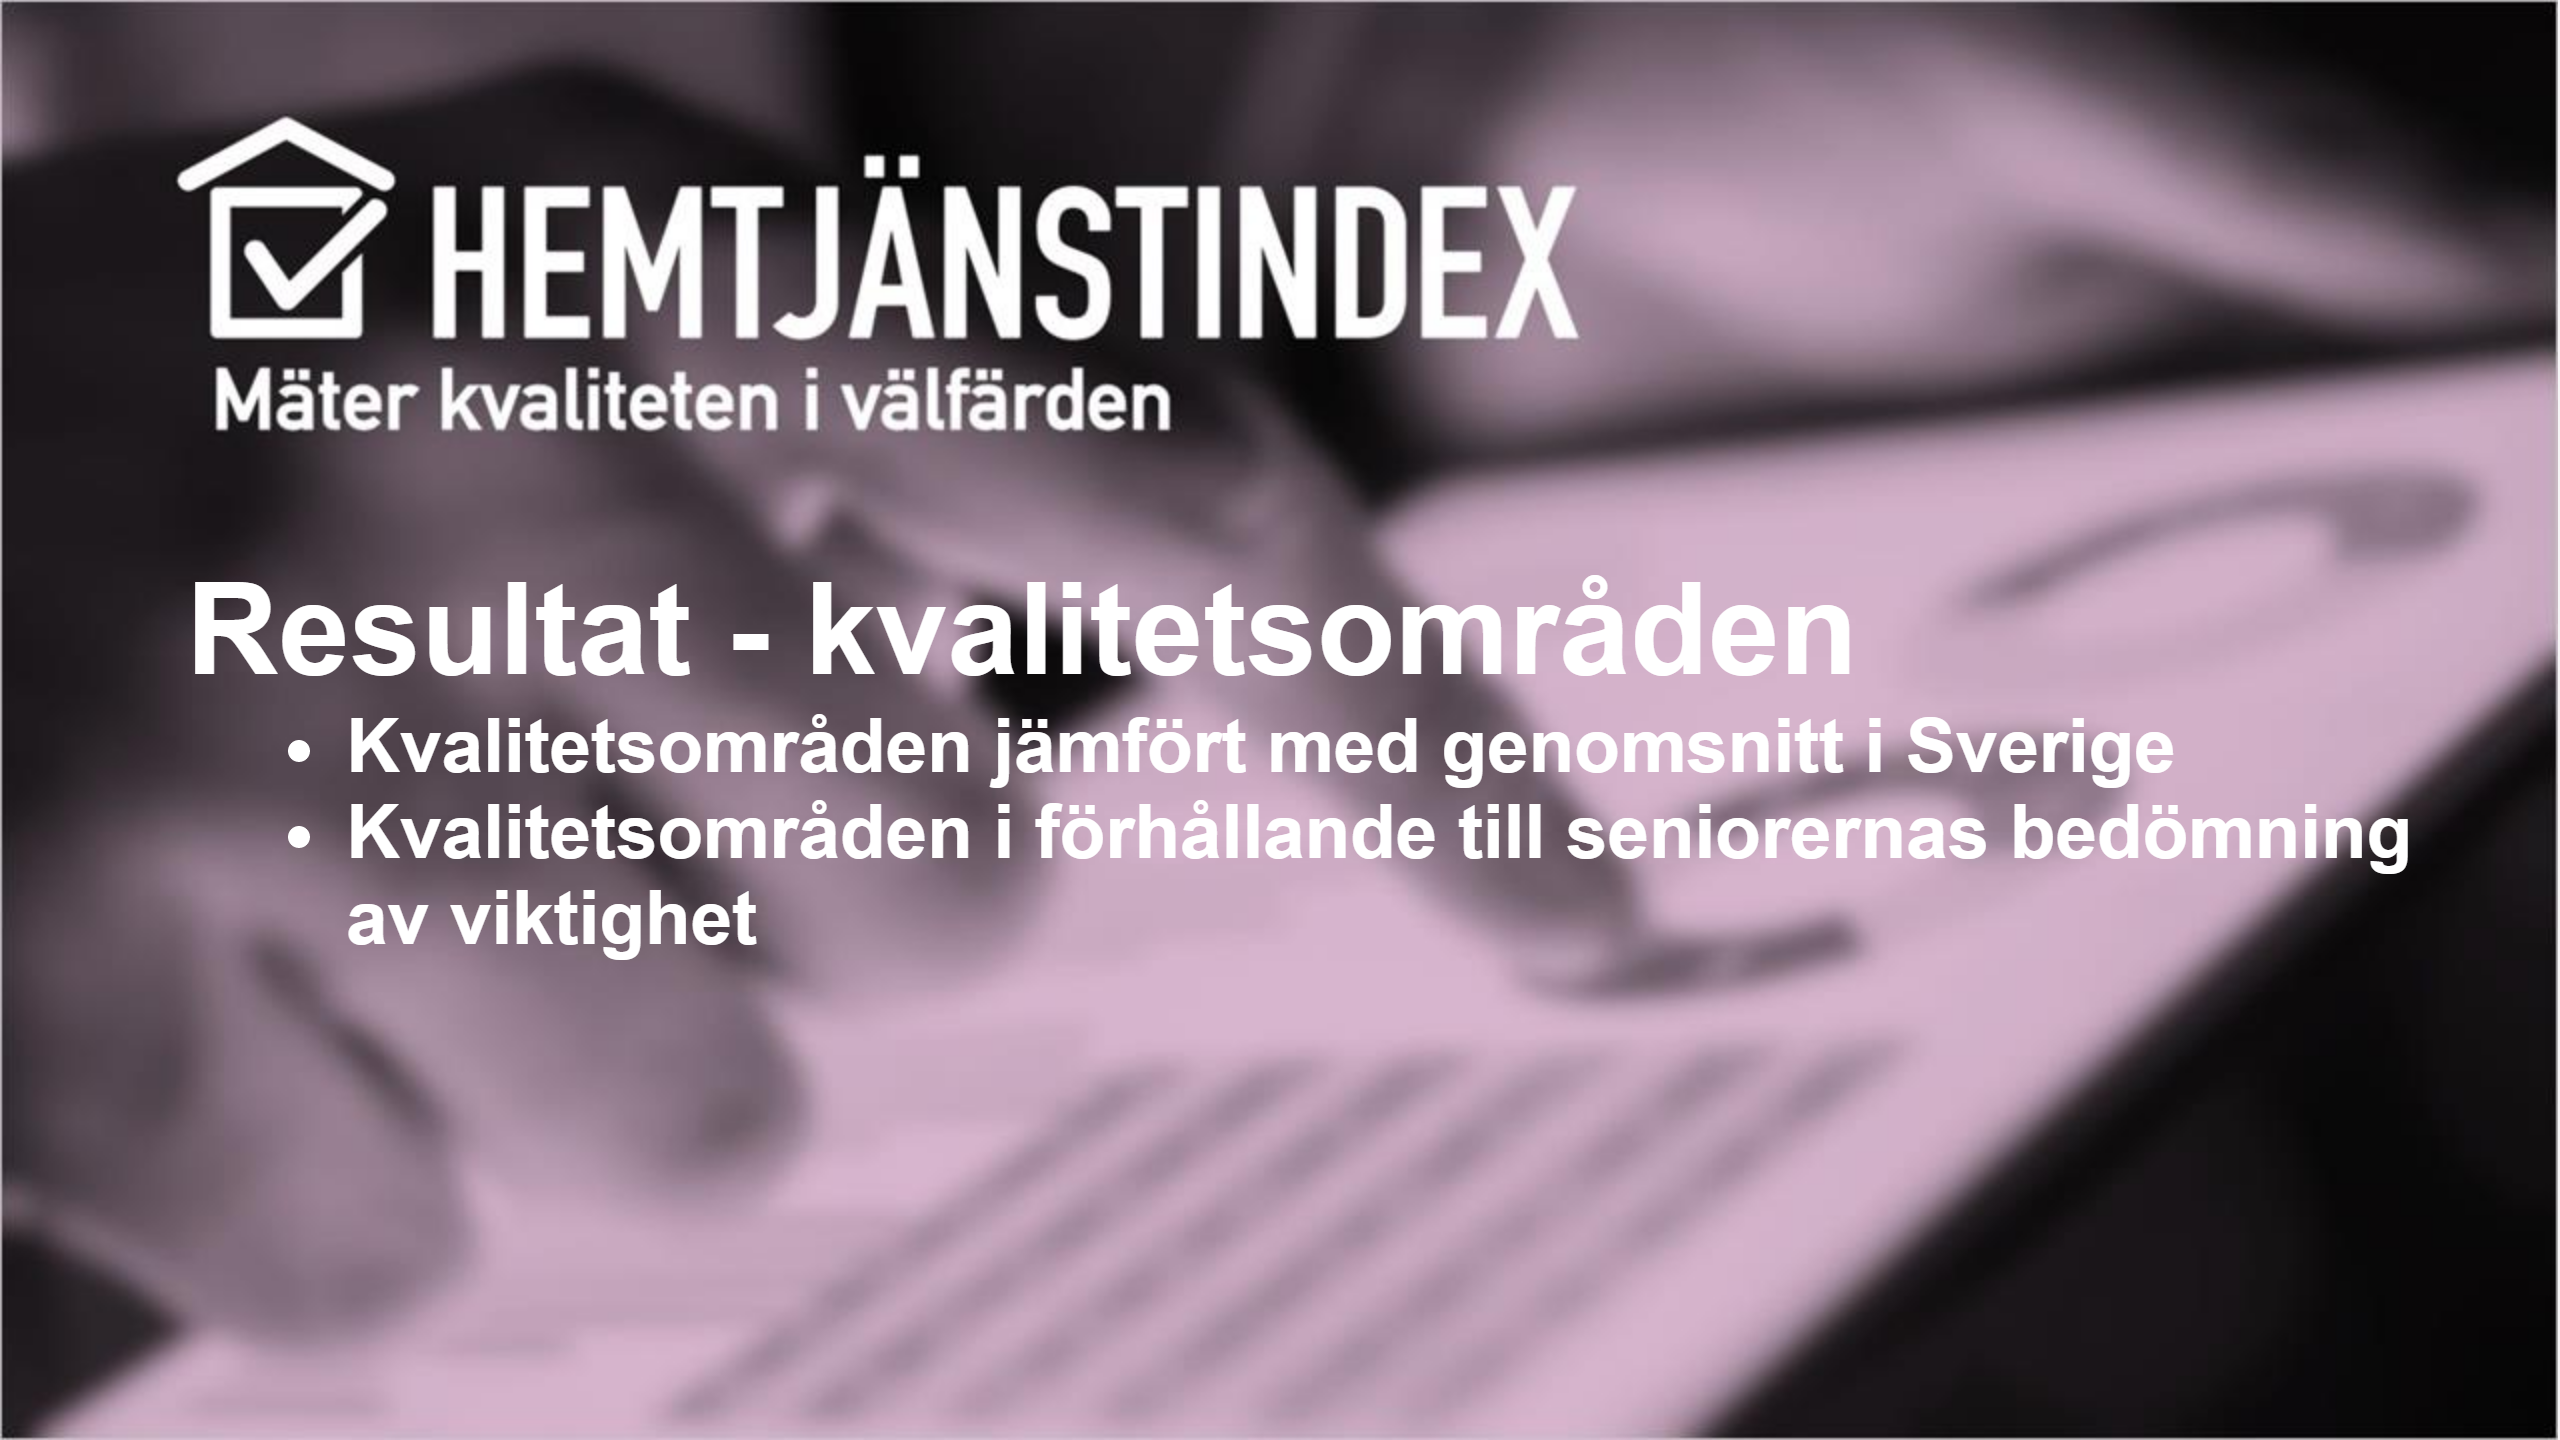 HEMTJÄNSTINDEX
Mäter kvaliteten i välfärden
Resultat - kvalitetsområden
• Kvalitetsområden jämfört med genomsnitt i Sverige
• Kvalitetsområden i förhållande till seniorernas bedömning
av viktighet